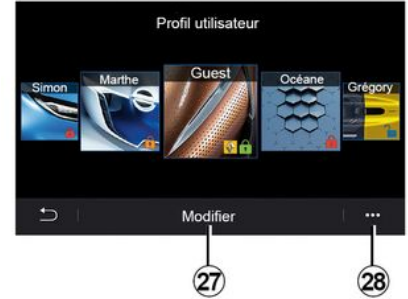 Profil utilisateur
Simon
Marthe
Guest
Océane
Grégory
Modifier
27
28